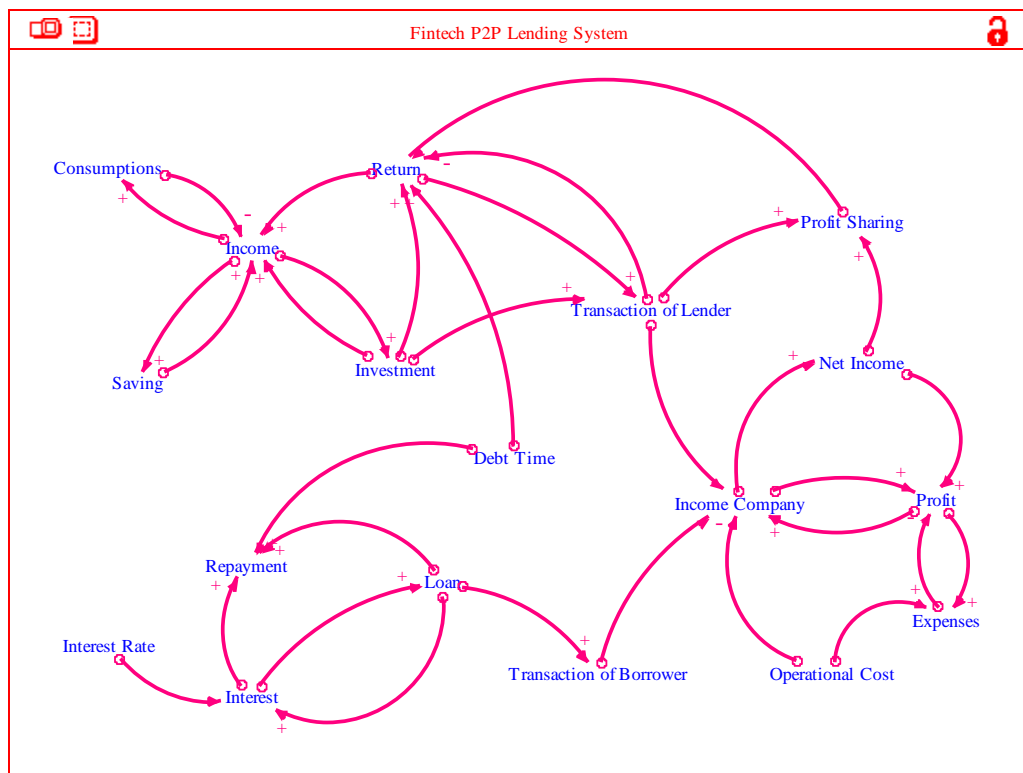 Fintech P2P Lending System
Consumptions
Return
+
-
-
+
+
+
+
Profit Sharing
Income
+
+
+
+
+
Transaction of Lender
+
+
+
Net Income
Saving
Investment
Debt Time
+
+
Income Company
Profit
-
+
-
+
Repayment
+
+
+
Loan
+
+
Expenses
Interest Rate
+
Transaction of Borrower
Operational Cost
Interest
+